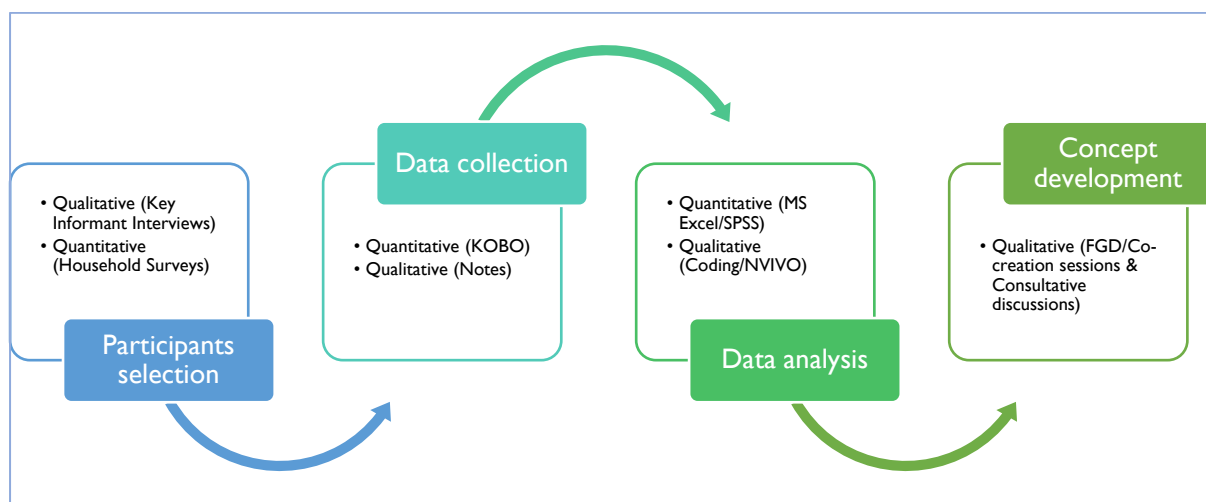 • Qualitative (Key
Informant Interviews)
• Quantitative
(Household Surveys)
Participants
selection
Data collection
• Quantitative (KOBO)
• Qualitative (Notes)
• Quantitative (MS
Excel/SPSS)
• Qualitative
(Coding/NVIVO)
Data analysis
Concept
development
• Qualitative (FGD/Co-
creation sessions &
Consultative
discussions)